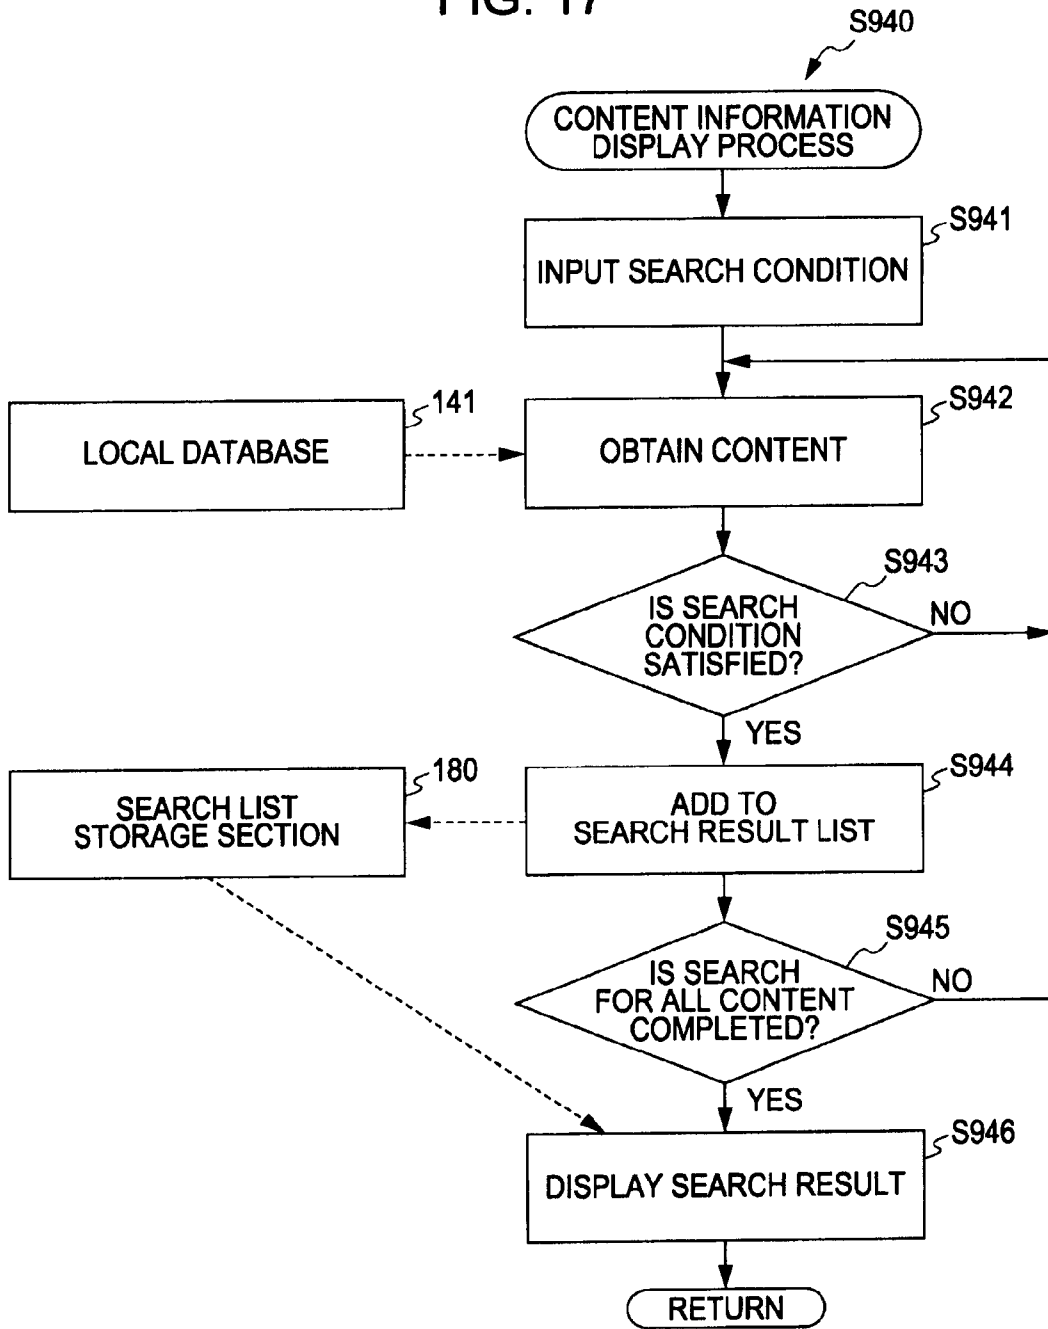 FIG. 17
S940
CONTENT INFORMATION
DISPLAY PROCESS
S941
INPUT SEARCH CONDITION
141
LOCAL DATABASE
S942
OBTAIN CONTENT
S943
IS SEARCH
CONDITION
SATISFIED?
NO
YES
180
SEARCH LIST
STORAGE SECTION
S944
ADD TO
SEARCH RESULT LIST
S945
IS SEARCH
FOR ALL CONTENT
COMPLETED?
NO
YES
S946
DISPLAY SEARCH RESULT
RETURN